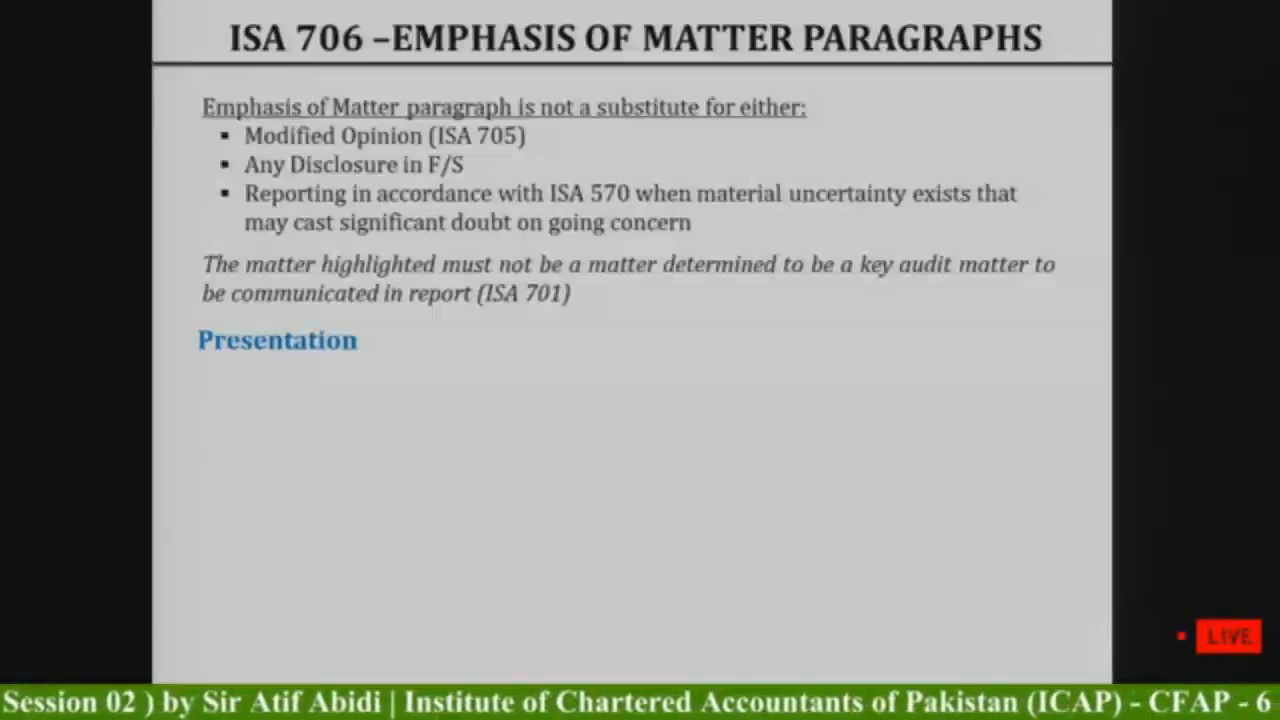 ISA 706 –EMPHASIS OF MATTER PARAGRAPHS
Emphasis of Matter paragraph is not a substitute for either:
▪ Modified Opinion (ISA 705)
▪ Any Disclosure in F/S
▪ Reporting in accordance with ISA 570 when material uncertainty exists that
may cast significant doubt on going concern
The matter highlighted must not be a matter determined to be a key audit matter to
be communicated in report (ISA 701)
Presentation
LIVE
Session 02 ) by Sir Atif Abidi | Institute of Chartered Accountants of Pakistan (ICAP) - CFAP - 6